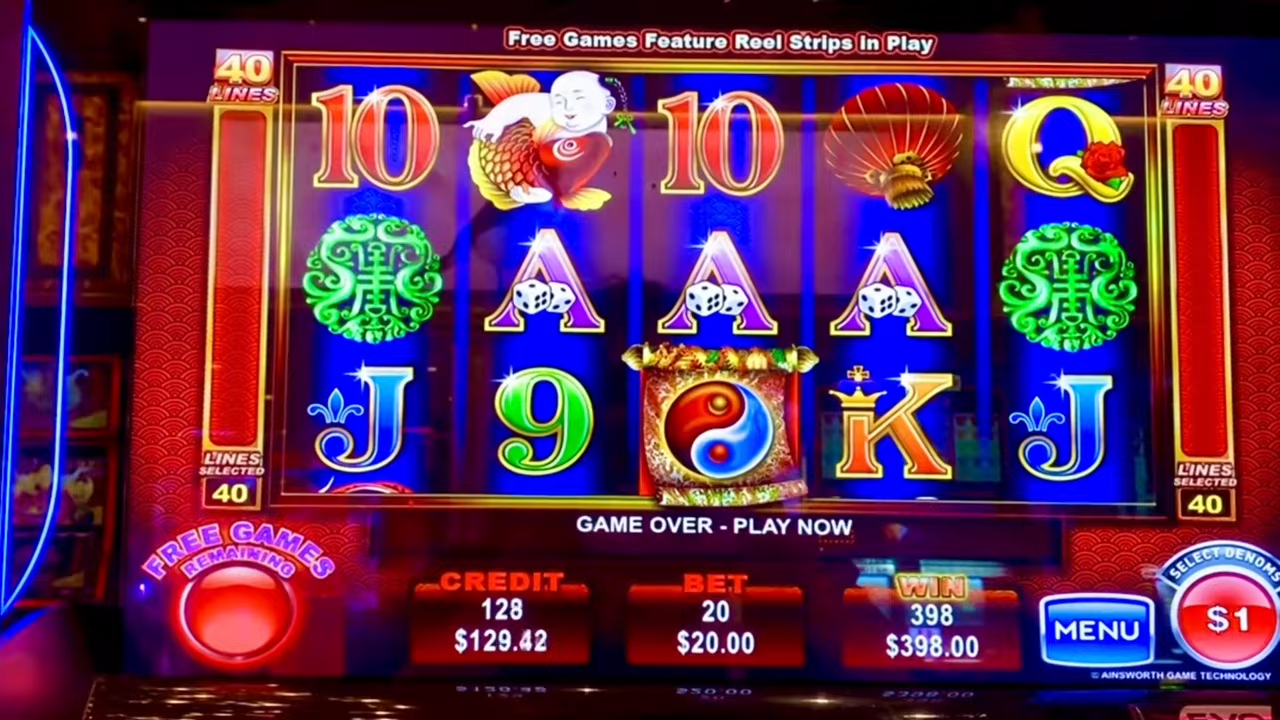 Free Games Feature Reel Strips in Play
40
LINES
40
LINES
10
10
Q
A
A
A
J
9
K
J
LINES
SELECTED
40
LINES
SELECTED
40
GAME OVER - PLAY NOW
FREE GAMES
REMAINING
CREDIT
128
$129.42
BET
20
$20.00
WIN
398
$398.00
MENU
SELECT DENOMS
$1
© AINSWORTH GAME TECHNOLOGY